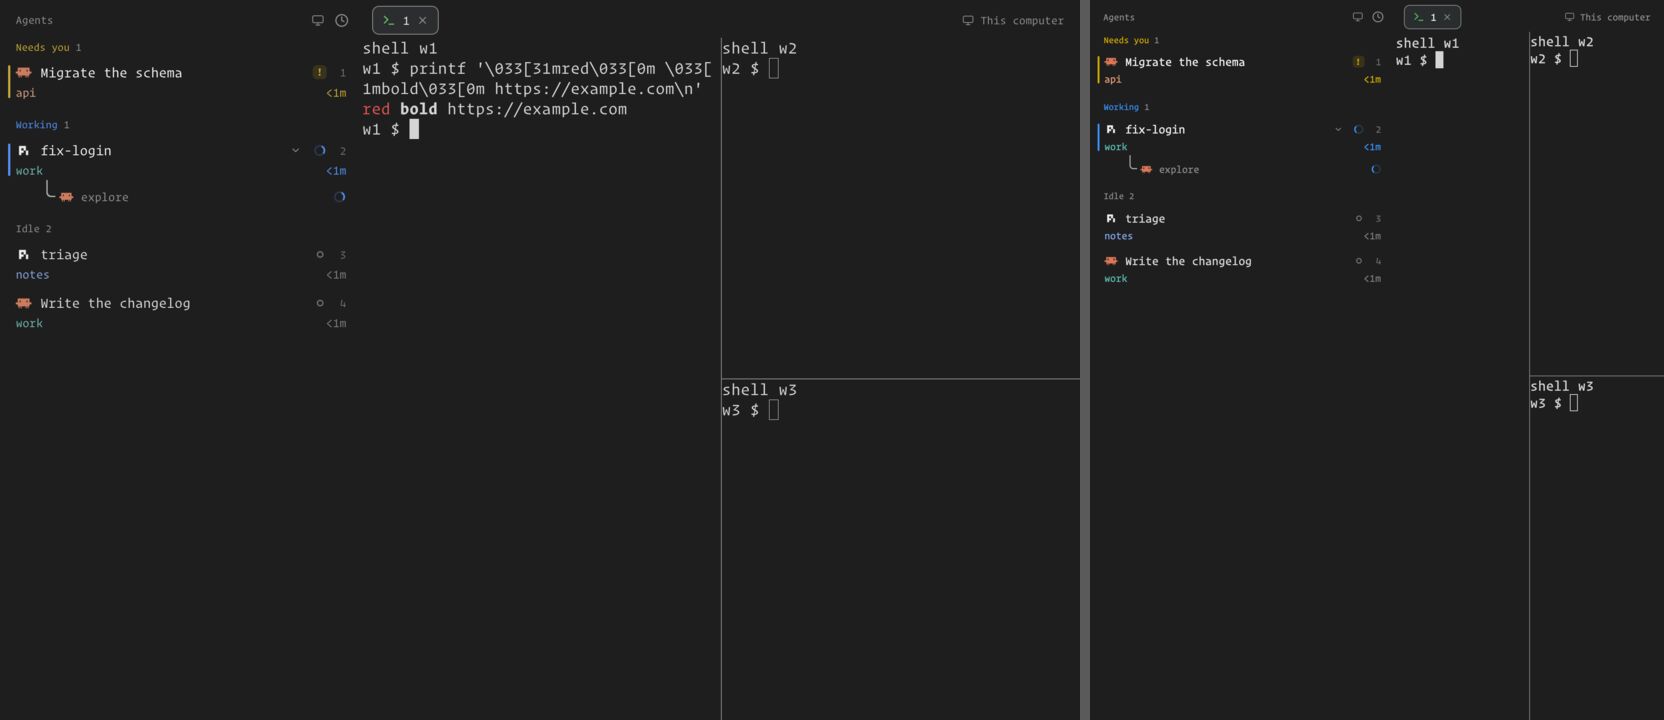 Agents
Needs you 1
Migrate the schema ! 1
api <1m
Working 1
fix-login 2
work <1m
explore
Idle 2
triage 3
notes <1m
Write the changelog 4
work <1m
1
This computer
shell w1
w1 $ printf '\033[31mred\033[0m \033[
1mbold\033[0m https://example.com\n'
red bold https://example.com
w1 $
shell w2
w2 $
shell w3
w3 $
Agents
Needs you 1
Migrate the schema ! 1
api <1m
Working 1
fix-login 2
work <1m
explore
Idle 2
triage 3
notes <1m
Write the changelog 4
work <1m
1
This computer
shell w1
w1 $
shell w2
w2 $
shell w3
w3 $